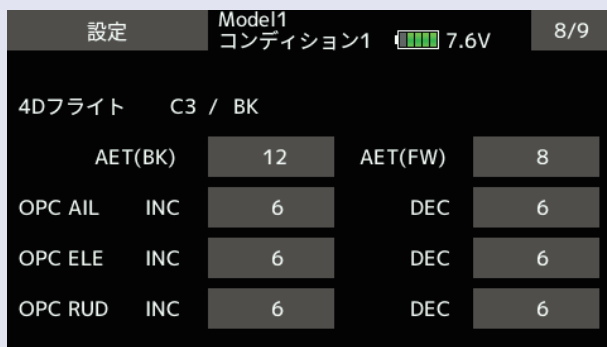 設定 Model1 8/9
コンディション1 7.6V
4Dフライト C3 / BK
AET(BK) 12 AET(FW) 8
OPC AIL INC 6 DEC 6
OPC ELE INC 6 DEC 6
OPC RUD INC 6 DEC 6